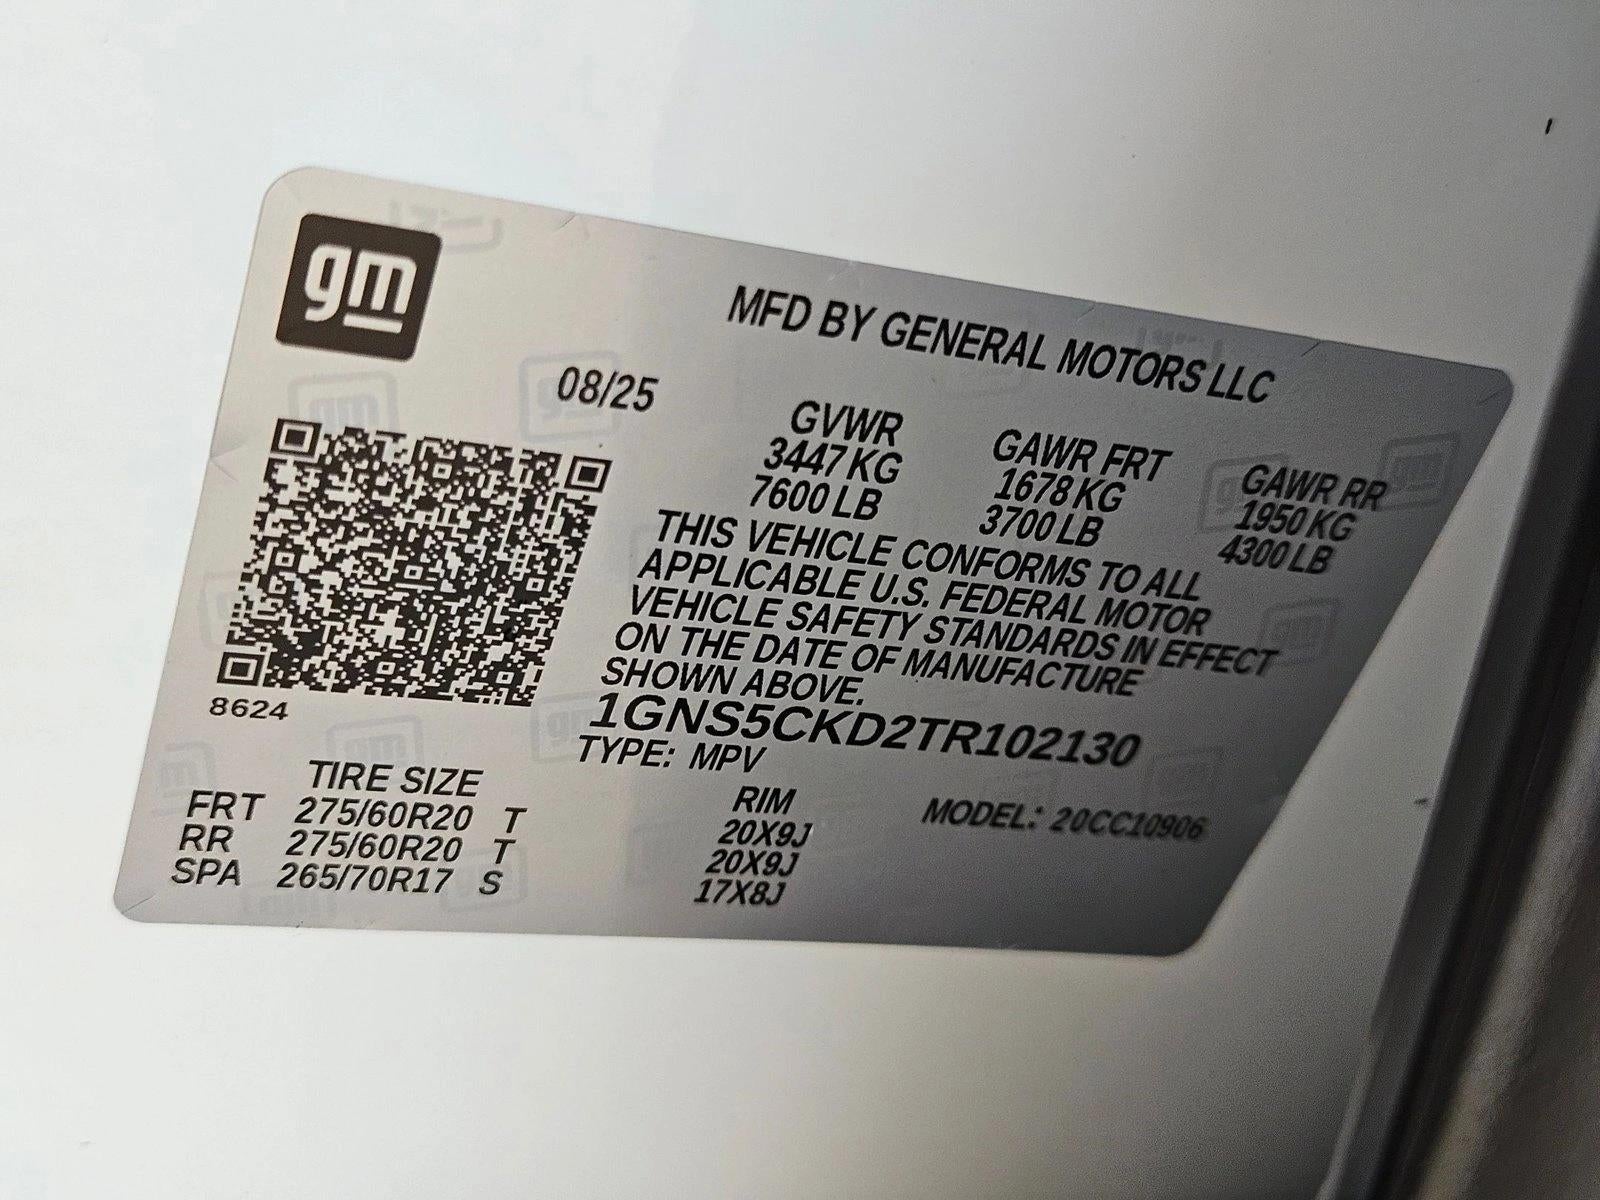 gm
MFD BY GENERAL MOTORS LLC
08/25
GVWR GAWR FRT GAWR RR
3447 KG 1678 KG 1950 KG
7600 LB 3700 LB 4300 LB
THIS VEHICLE CONFORMS TO ALL
APPLICABLE U.S. FEDERAL MOTOR
VEHICLE SAFETY STANDARDS IN EFFECT
ON THE DATE OF MANUFACTURE
SHOWN ABOVE.
8624
1GNS5CKD2TR102130
TYPE: MPV
MODEL: 20CC10906
TIRE SIZE RIM
FRT 275/60R20 T 20X9J
RR 275/60R20 T 20X9J
SPA 265/70R17 S 17X8J